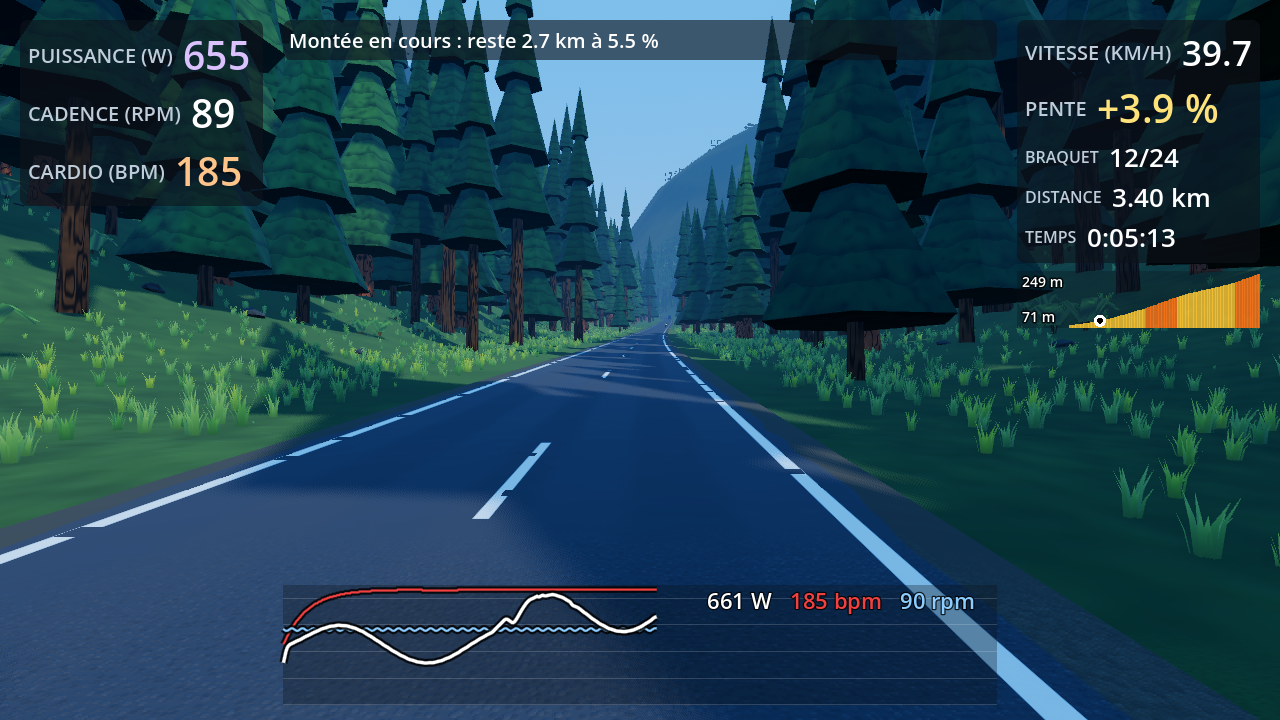 PUISSANCE (W) 655
CADENCE (RPM) 89
CARDIO (BPM) 185
Montée en cours : reste 2.7 km à 5.5 %
VITESSE (KM/H) 39.7
PENTE +3.9 %
BRAQUET 12/24
DISTANCE 3.40 km
TEMPS 0:05:13
249 m
71 m
661 W 185 bpm 90 rpm